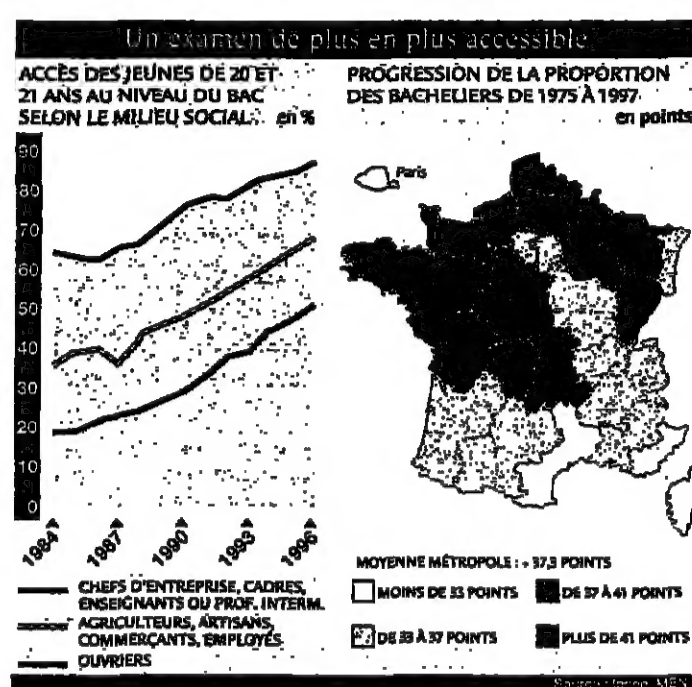 Un examen de plus en plus accessible
ACCÈS DES JEUNES DE 20 ET
21 ANS AU NIVEAU DU BAC
SELON LE MILIEU SOCIAL en %
90
80
70
60
50
40
30
20
10
0
1984
1987
1990
1993
1996
CHEFS D'ENTREPRISE, CADRES,
ENSEIGNANTS OU PROF. INTERM.
AGRICULTEURS, ARTISANS,
COMMERÇANTS, EMPLOYÉS
OUVRIERS
PROGRESSION DE LA PROPORTION
DES BACHELIERS DE 1975 À 1997
en points
Paris
MOYENNE MÉTROPOLE : + 37,3 POINTS
MOINS DE 33 POINTS
DE 37 À 41 POINTS
DE 33 À 37 POINTS
PLUS DE 41 POINTS
MEN